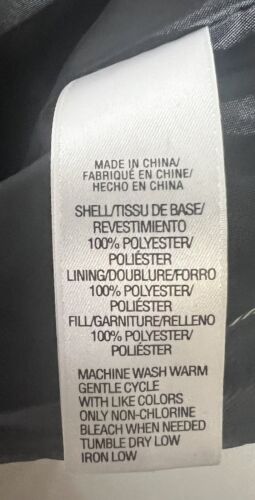 MADE IN CHINA/
FABRIQUÉ EN CHINE/
HECHO EN CHINA
SHELL/TISSU DE BASE/
REVESTIMIENTO
100% POLYESTER/
POLIÉSTER
LINING/DOUBLURE/FORRO
100% POLYESTER/
POLIÉSTER
FILL/GARNITURE/RELLENO
100% POLYESTER/
POLIÉSTER
MACHINE WASH WARM
GENTLE CYCLE
WITH LIKE COLORS
ONLY NON-CHLORINE
BLEACH WHEN NEEDED
TUMBLE DRY LOW
IRON LOW